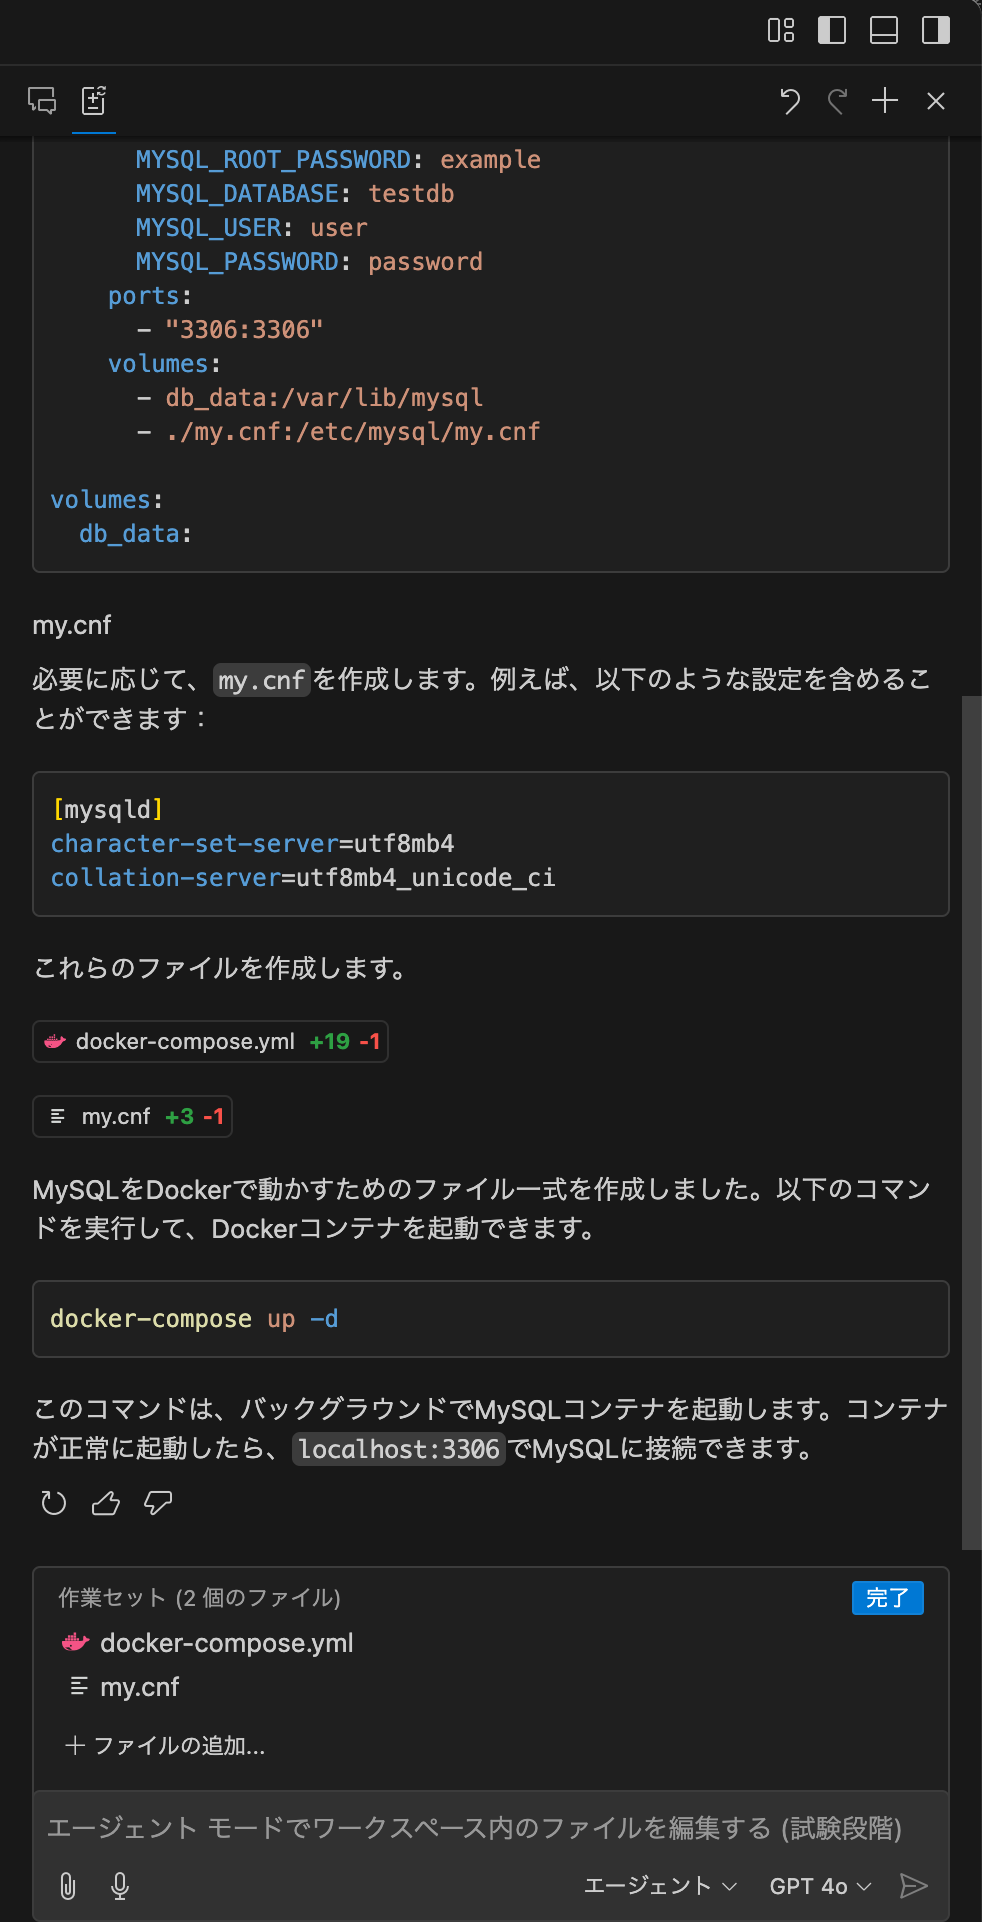 MYSQL_ROOT_PASSWORD: example
MYSQL_DATABASE: testdb
MYSQL_USER: user
MYSQL_PASSWORD: password
ports:
- "3306:3306"
volumes:
- db_data:/var/lib/mysql
- ./my.cnf:/etc/mysql/my.cnf
volumes:
db_data:
my.cnf
必要に応じて、my.cnfを作成します。例えば、以下のような設定を含めるこ
とができます：
[mysqld]
character-set-server=utf8mb4
collation-server=utf8mb4_unicode_ci
これらのファイルを作成します。
docker-compose.yml +19 -1
my.cnf +3 -1
MySQLをDockerで動かすためのファイル一式を作成しました。以下のコマン
ドを実行して、Dockerコンテナを起動できます。
docker-compose up -d
このコマンドは、バックグラウンドでMySQLコンテナを起動します。コンテナ
が正常に起動したら、localhost:3306でMySQLに接続できます。
作業セット (2 個のファイル)
完了
docker-compose.yml
my.cnf
ファイルの追加...
エージェント モードでワークスペース内のファイルを編集する (試験段階)
エージェント
GPT 4o